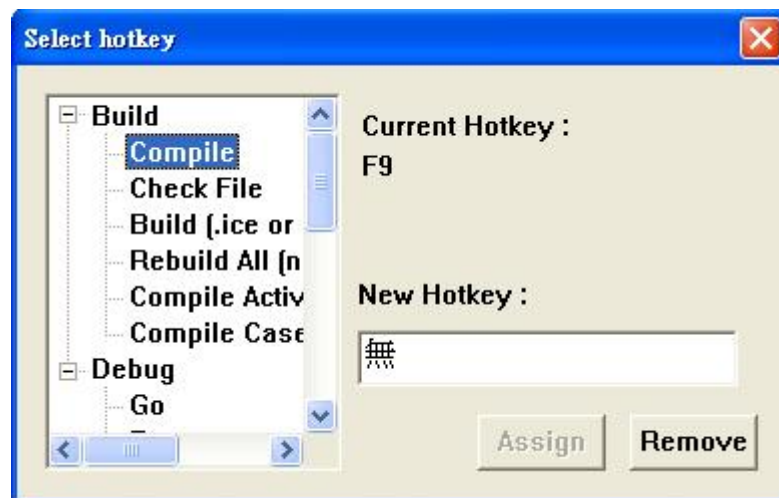 Select hotkey
Build
Compile
Check File
Build (.ice or
Rebuild All (n
Compile Activ
Compile Case
Debug
Go
Current Hotkey :
F9
New Hotkey :
無
Assign
Remove